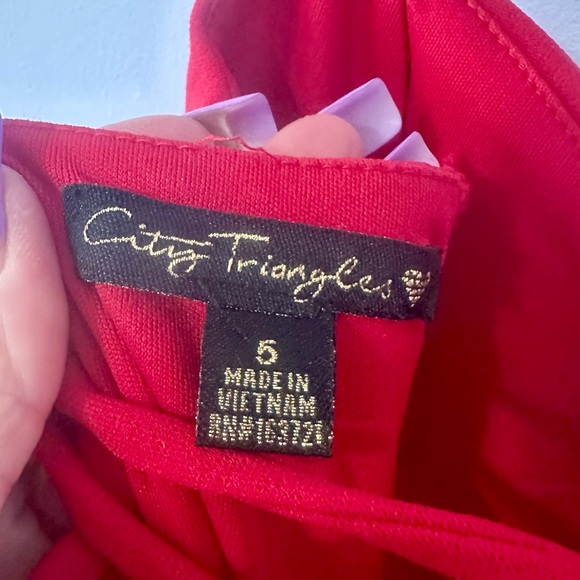 City Triangles
5
MADE IN
VIETNAM
RN#163721